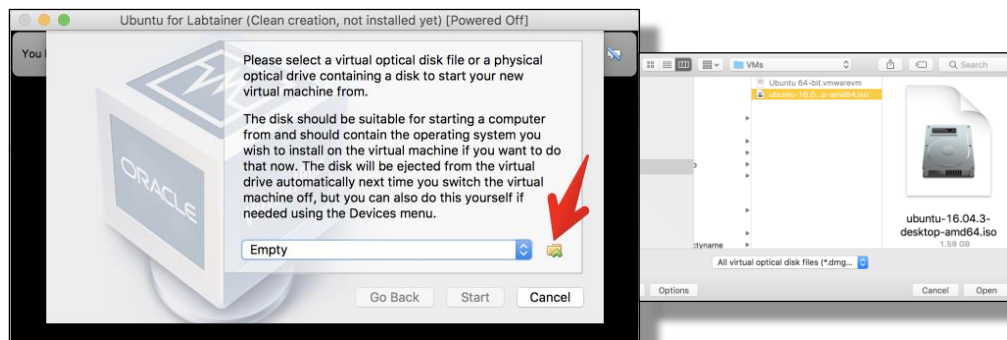 Ubuntu for Labtainer (Clean creation, not installed yet) [Powered Off]
You
Please select a virtual optical disk file or a physical
optical drive containing a disk to start your new
virtual machine from.
The disk should be suitable for starting a computer
from and should contain the operating system you
wish to install on the virtual machine if you want to do
that now. The disk will be ejected from the virtual
drive automatically next time you switch the virtual
machine off, but you can also do this yourself if
needed using the Devices menu.
ORACLE
Empty
Go Back Start Cancel
VMs
Search
Ubuntu 64-bit.vmwarevm
ubuntu-16.0...p-amd64.iso
ubuntu-16.04.3-
desktop-amd64.iso
1.59 GB
ctyname
All virtual optical disk files (*.dmg...
Options Cancel Open